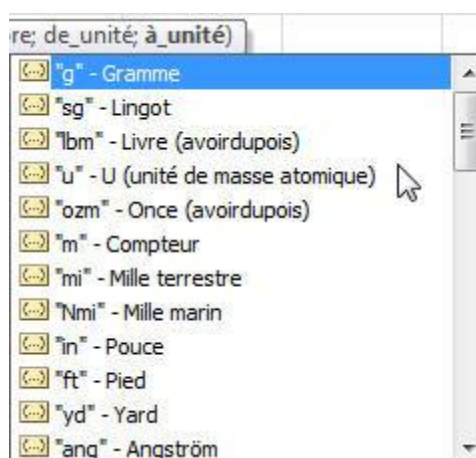 re; de_unité; à_unité)
"g" - Gramme
"sg" - Lingot
"lbm" - Livre (avoirdupois)
"u" - U (unité de masse atomique)
"ozm" - Once (avoirdupois)
"m" - Compteur
"mi" - Mille terrestre
"Nmi" - Mille marin
"in" - Pouce
"ft" - Pied
"yd" - Yard
"ang" - Angström